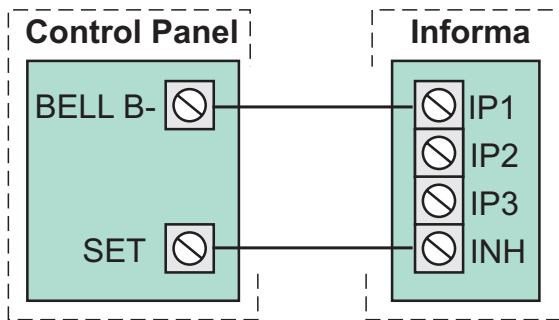 Control Panel
Informa
BELL B-
SET
IP1
IP2
IP3
INH